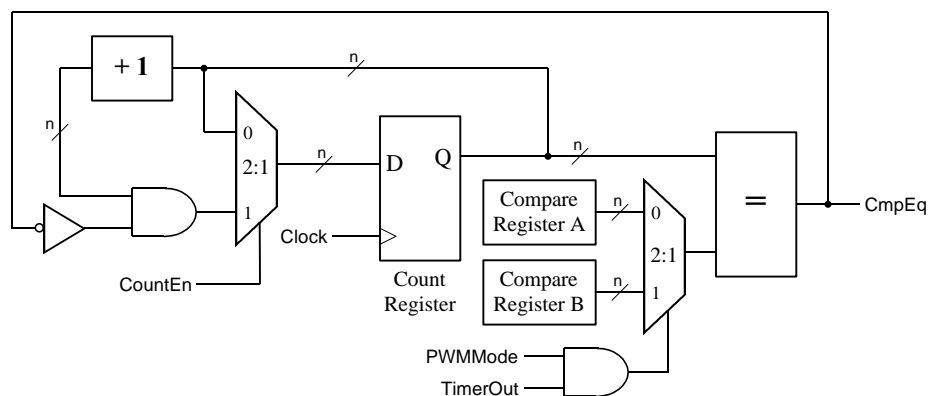 + 1
n
n
0
2:1
1
n
D
Q
n
=
CmpEq
Compare
Register A
n
0
2:1
1
Compare
Register B
n
Clock
CountEn
Count
Register
PWMMode
TimerOut